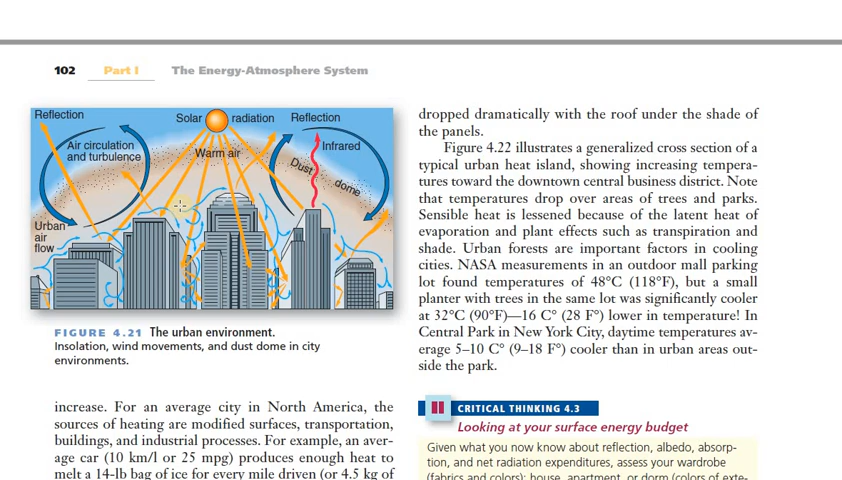 102 Part I The Energy-Atmosphere System
Reflection
Solar radiation
Reflection
Air circulation
and turbulence
Warm air
Infrared
Dust dome
Urban
air
flow
FIGURE 4.21 The urban environment.
Insolation, wind movements, and dust dome in city
environments.
increase. For an average city in North America, the
sources of heating are modified surfaces, transportation,
buildings, and industrial processes. For example, an aver-
age car (10 km/l or 25 mpg) produces enough heat to
melt a 14-lb bag of ice for every mile driven (or 4.5 kg of
dropped dramatically with the roof under the shade of
the panels.
Figure 4.22 illustrates a generalized cross section of a
typical urban heat island, showing increasing tempera-
tures toward the downtown central business district. Note
that temperatures drop over areas of trees and parks.
Sensible heat is lessened because of the latent heat of
evaporation and plant effects such as transpiration and
shade. Urban forests are important factors in cooling
cities. NASA measurements in an outdoor mall parking
lot found temperatures of 48°C (118°F), but a small
planter with trees in the same lot was significantly cooler
at 32°C (90°F)—16 C° (28 F°) lower in temperature! In
Central Park in New York City, daytime temperatures av-
erage 5–10 C° (9–18 F°) cooler than in urban areas out-
side the park.
CRITICAL THINKING 4.3
Looking at your surface energy budget
Given what you now know about reflection, albedo, absorp-
tion, and net radiation expenditures, assess your wardrobe
(fabrics and colors); house, apartment, or dorm (colors of exte-